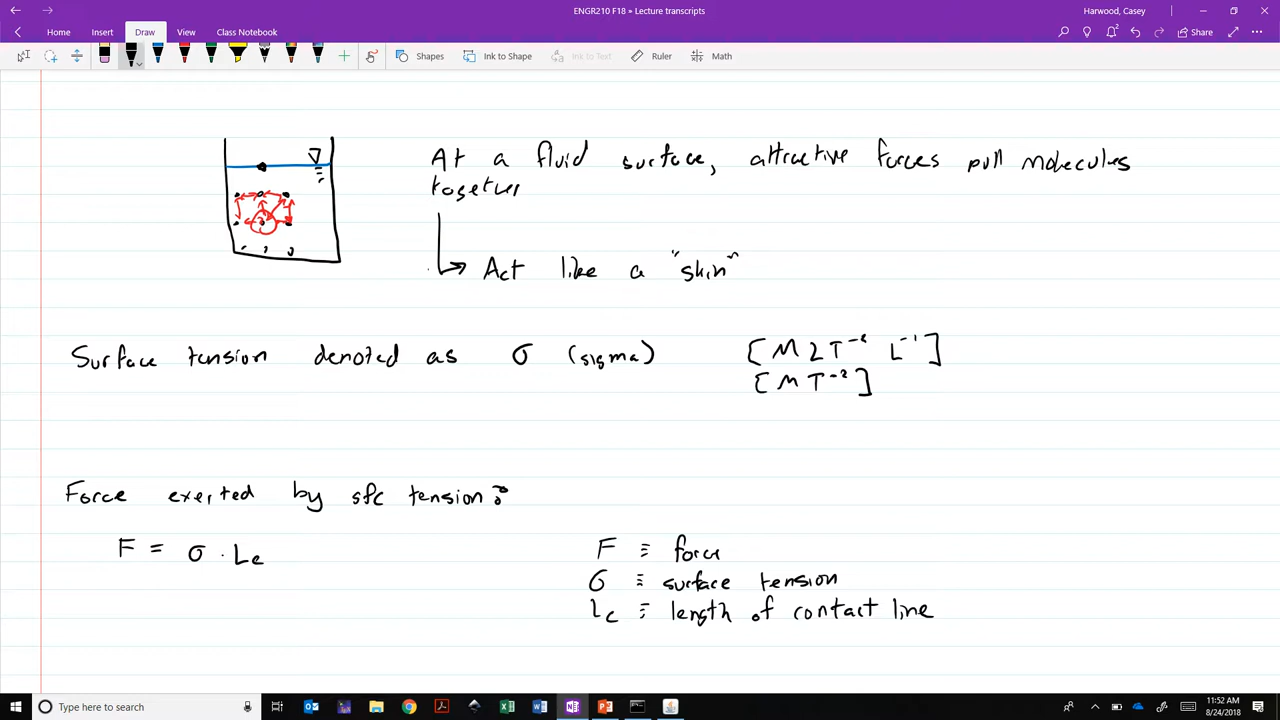 ENGR210 F18 » Lecture transcripts
Harwood, Casey
Home Insert Draw View Class Notebook
Share
Shapes Ink to Shape Ink to Text Ruler Math
At a fluid surface, attractive forces pull molecules
together
Act like a "skin"
Surface tension denoted as σ (sigma) [M L T⁻² L⁻¹]
[M T⁻²]
Force exerted by sfc tension:
F = σ · Lc
F ≡ force
σ ≡ surface tension
Lc ≡ length of contact line
Type here to search
11:52 AM
8/24/2018